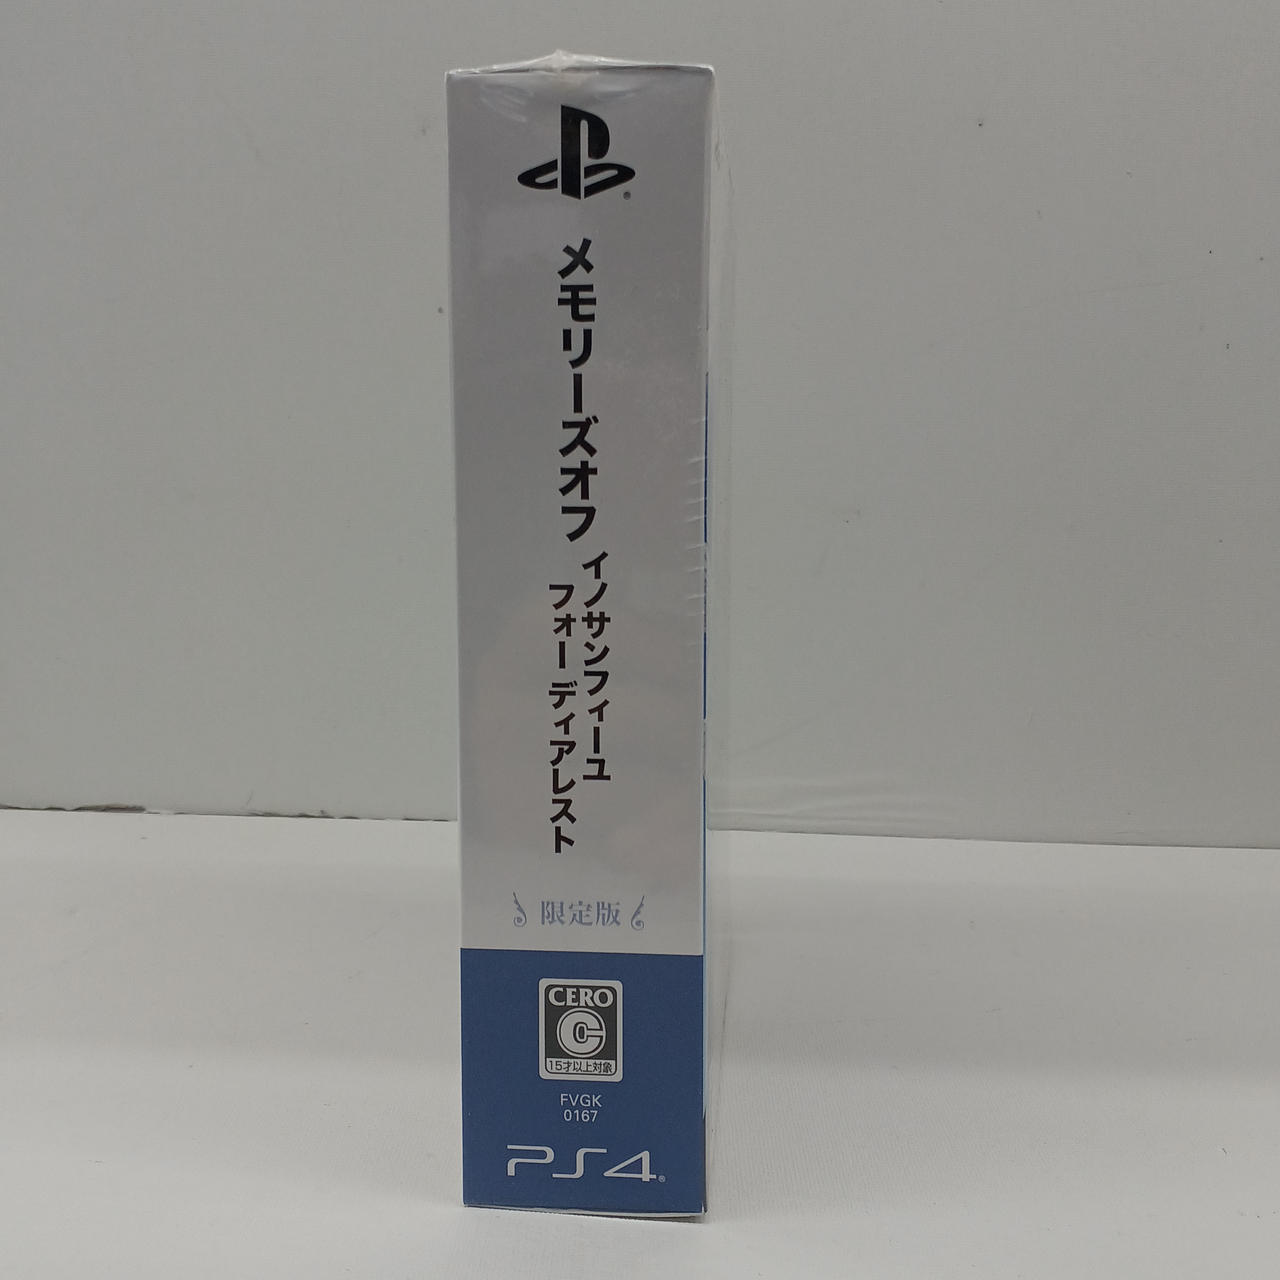 メモリーズオフ
イノサンフィーユ
フォー ディアレスト
限定版
CERO
C
15才以上対象
FVGK
0167
PS4